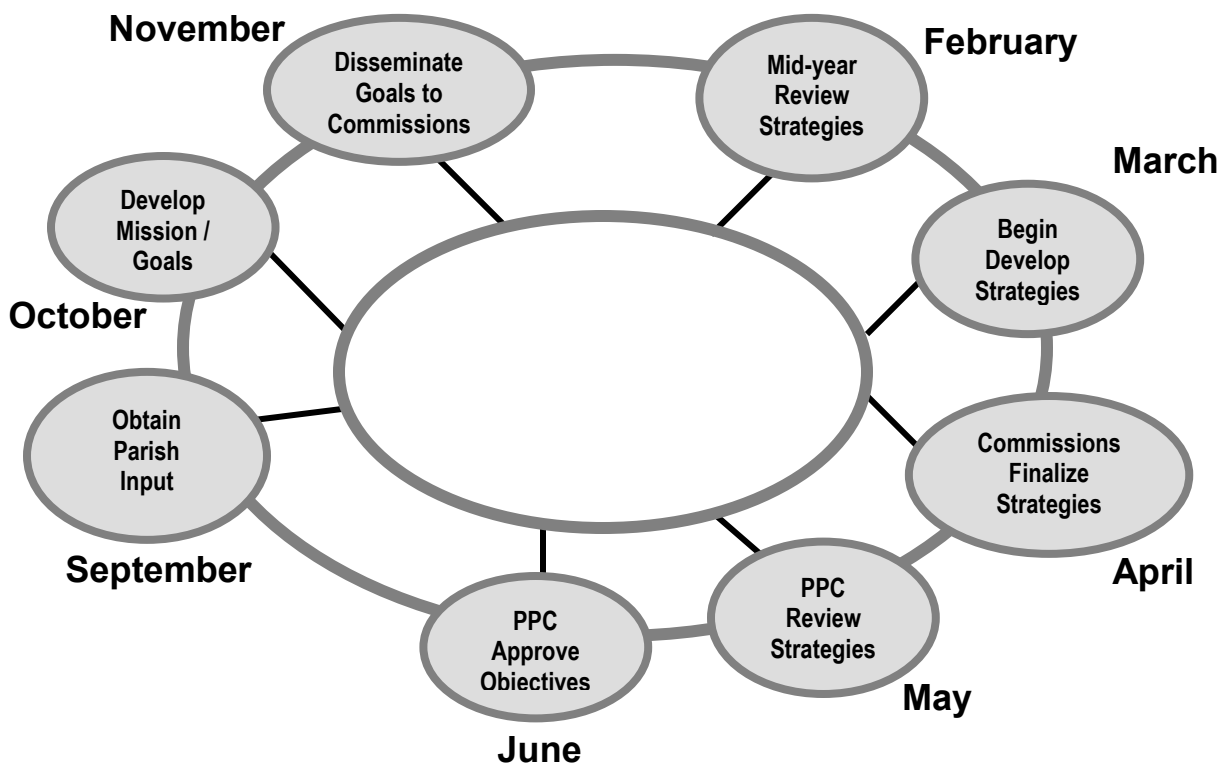 November
Disseminate
Goals to
Commissions
February
Mid-year
Review
Strategies
March
Begin
Develop
Strategies
Commissions
Finalize
Strategies
April
PPC
Review
Strategies
May
PPC
Approve
Objectives
June
Obtain
Parish
Input
September
Develop
Mission /
Goals
October